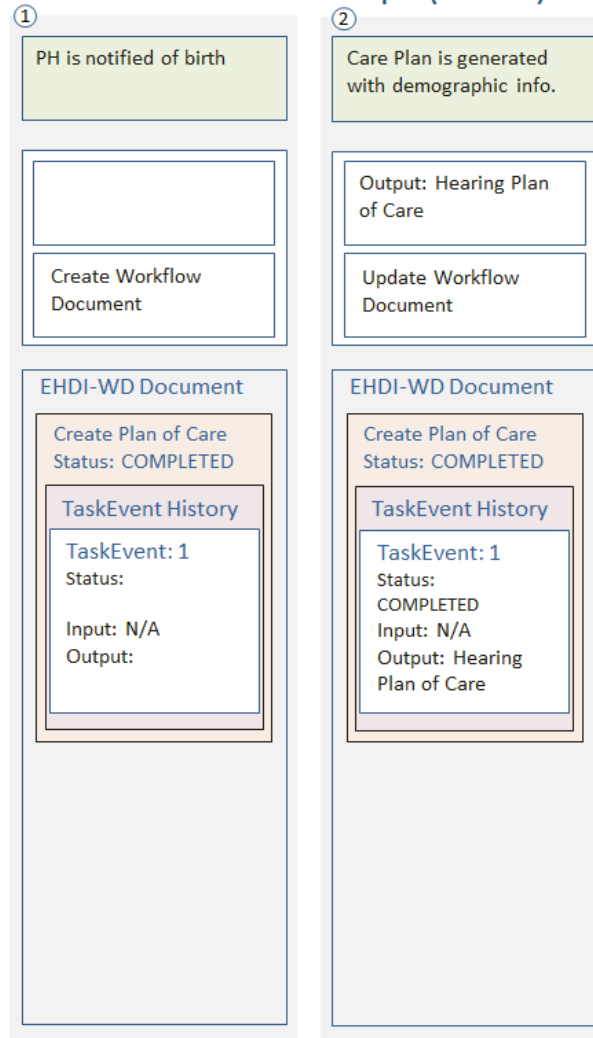 ①
PH is notified of birth
Create Workflow
Document
EHDI-WD Document
Create Plan of Care
Status: COMPLETED
TaskEvent History
TaskEvent: 1
Status:
Input: N/A
Output:
②
Care Plan is generated
with demographic info.
Output: Hearing Plan
of Care
Update Workflow
Document
EHDI-WD Document
Create Plan of Care
Status: COMPLETED
TaskEvent History
TaskEvent: 1
Status:
COMPLETED
Input: N/A
Output: Hearing
Plan of Care